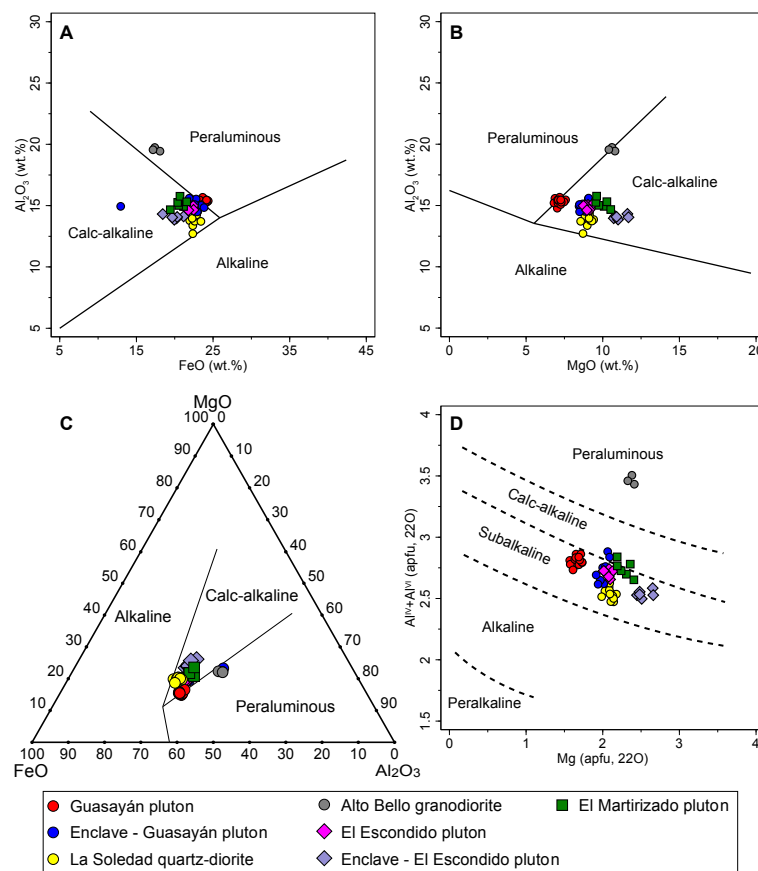 A
Al2O3 (wt.%)
30
25
20
15
10
5
Peraluminous
Calc-alkaline
Alkaline
5 15 25 35 45
FeO (wt.%)
B
Al2O3 (wt.%)
30
25
20
15
10
5
Peraluminous
Calc-alkaline
Alkaline
0 5 10 15 20
MgO (wt.%)
C
MgO
100 0
90 10
80 20
70 30
60 40
50 50
40 60
30 70
20 80
10 90
Alkaline
Calc-alkaline
Peraluminous
100 90 80 70 60 50 40 30 20 10 0
FeO
Al2O3
D
Al^IV+Al^VI (apfu, 22O)
4
3.5
3
2.5
2
1.5
Peraluminous
Calc-alkaline
Subalkaline
Alkaline
Peralkaline
0 1 2 3 4
Mg (apfu, 22O)
Guasayán pluton
Enclave - Guasayán pluton
La Soledad quartz-diorite
Alto Bello granodiorite
El Escondido pluton
Enclave - El Escondido pluton
El Martirizado pluton